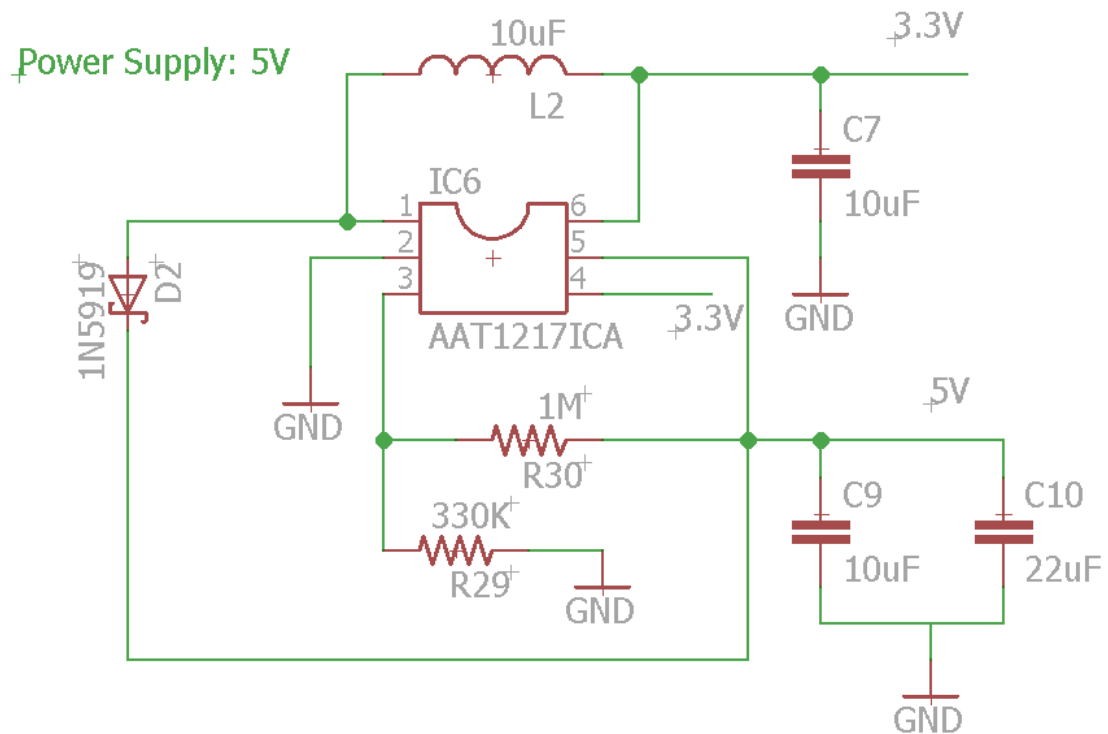 10uF
3.3V
Power Supply: 5V
L2
C7
10uF
GND
IC6
1
2
3
6
5
4
AAT1217ICA
3.3V
1N5919
D2
GND
1M
R30
330K
R29
GND
5V
C9
10uF
C10
22uF
GND